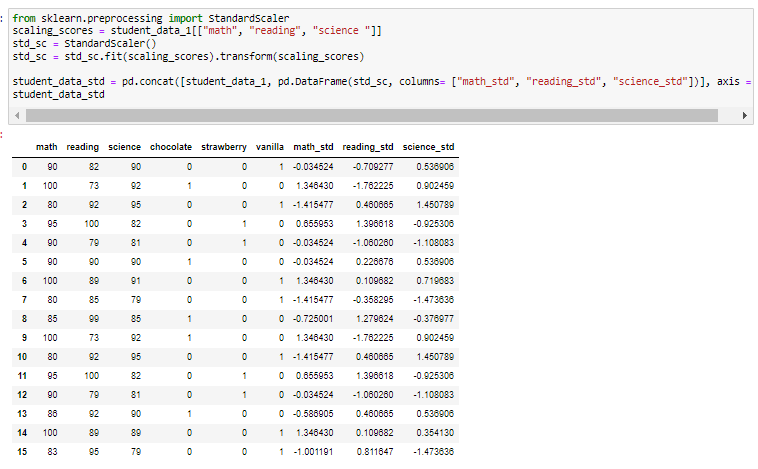 from sklearn.preprocessing import StandardScaler
scaling_scores = student_data_1[["math", "reading", "science "]]
std_sc = StandardScaler()
std_sc = std_sc.fit(scaling_scores).transform(scaling_scores)
student_data_std = pd.concat([student_data_1, pd.DataFrame(std_sc, columns= ["math_std", "reading_std", "science_std"])], axis =
student_data_std
math reading science chocolate strawberry vanilla math_std reading_std science_std
0 90 82 90 0 0 1 -0.034524 -0.709277 0.536906
1 100 73 92 1 0 0 1.346430 -1.762225 0.902459
2 80 92 95 0 0 1 -1.415477 0.460665 1.450789
3 95 100 82 0 1 0 0.655953 1.396618 -0.925306
4 90 79 81 0 1 0 -0.034524 -1.060260 -1.108083
5 90 90 90 1 0 0 -0.034524 0.226676 0.536906
6 100 89 91 0 0 1 1.346430 0.109682 0.719683
7 80 85 79 0 0 1 -1.415477 -0.358295 -1.473636
8 85 99 85 1 0 0 -0.725001 1.279624 -0.376977
9 100 73 92 1 0 0 1.346430 -1.762225 0.902459
10 80 92 95 0 0 1 -1.415477 0.460665 1.450789
11 95 100 82 0 1 0 0.655953 1.396618 -0.925306
12 90 79 81 0 1 0 -0.034524 -1.060260 -1.108083
13 86 92 90 1 0 0 -0.586905 0.460665 0.536906
14 100 89 89 0 0 1 1.346430 0.109682 0.354130
15 83 95 79 0 0 1 -1.001191 0.811647 -1.473636